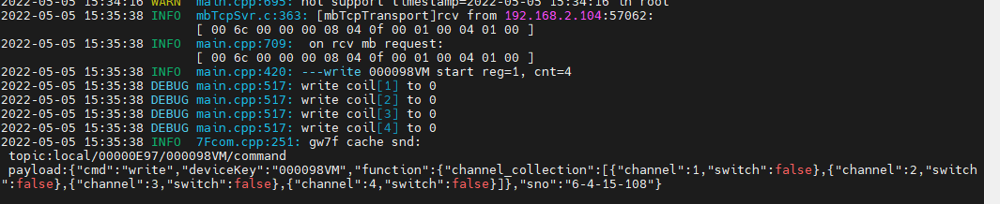 2022-05-05 15:34:16 WARN main.cpp:695: not support timestamp=2022-05-05 15:34:16 in root
2022-05-05 15:35:38 INFO mbTcpSvr.c:363: [mbTcpTransport]rcv from 192.168.2.104:57062:
[ 00 6c 00 00 00 08 04 0f 00 01 00 04 01 00 ]
2022-05-05 15:35:38 INFO main.cpp:709: on rcv mb request:
[ 00 6c 00 00 00 08 04 0f 00 01 00 04 01 00 ]
2022-05-05 15:35:38 INFO main.cpp:420: ---write 000098VM start reg=1, cnt=4
2022-05-05 15:35:38 DEBUG main.cpp:517: write coil[1] to 0
2022-05-05 15:35:38 DEBUG main.cpp:517: write coil[2] to 0
2022-05-05 15:35:38 DEBUG main.cpp:517: write coil[3] to 0
2022-05-05 15:35:38 DEBUG main.cpp:517: write coil[4] to 0
2022-05-05 15:35:38 INFO 7Fcom.cpp:251: gw7f cache snd:
topic:local/00000E97/000098VM/command
payload:{"cmd":"write","deviceKey":"000098VM","function":{"channel_collection":[{"channel":1,"switch":false},{"channel":2,"switch
":false},{"channel":3,"switch":false},{"channel":4,"switch":false}]},"sno":"6-4-15-108"}